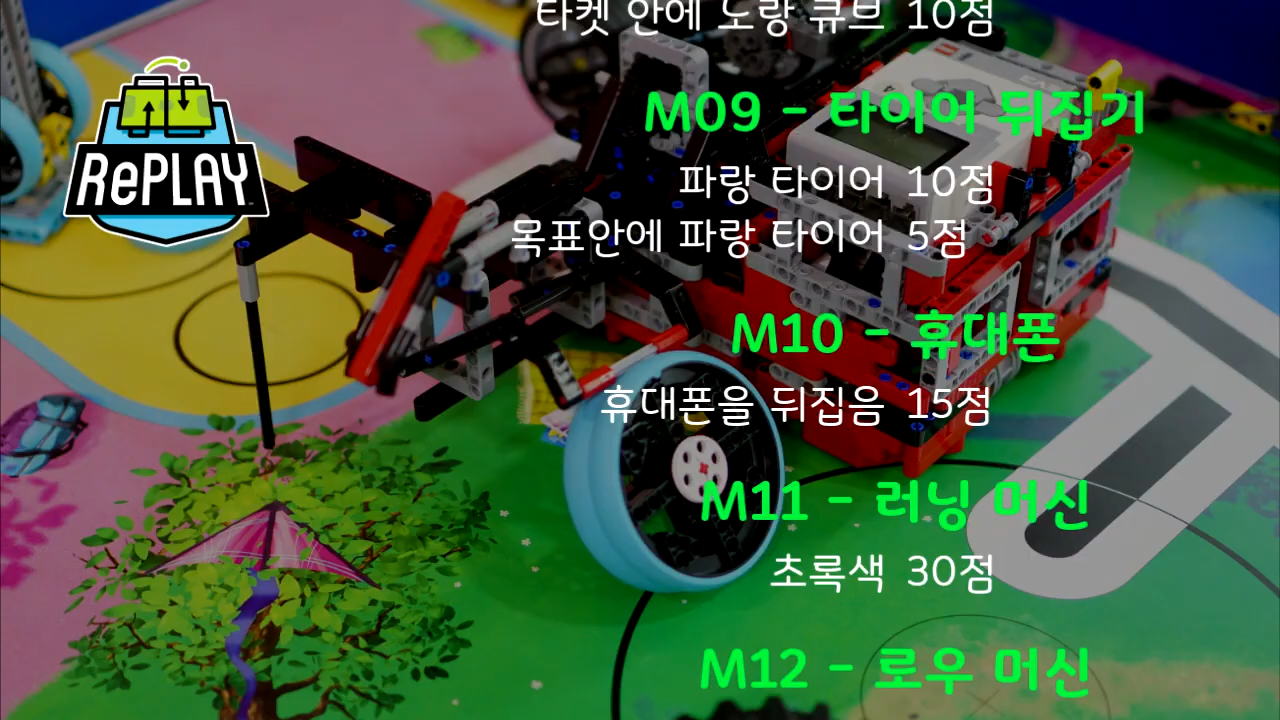 타켓 안에 노랑 큐브 10점
RePLAY
M09 - 타이어 뒤집기
파랑 타이어 10점
목표안에 파랑 타이어 5점
M10 - 휴대폰
휴대폰을 뒤집음 15점
M11 - 러닝 머신
초록색 30점
M12 - 로우 머신